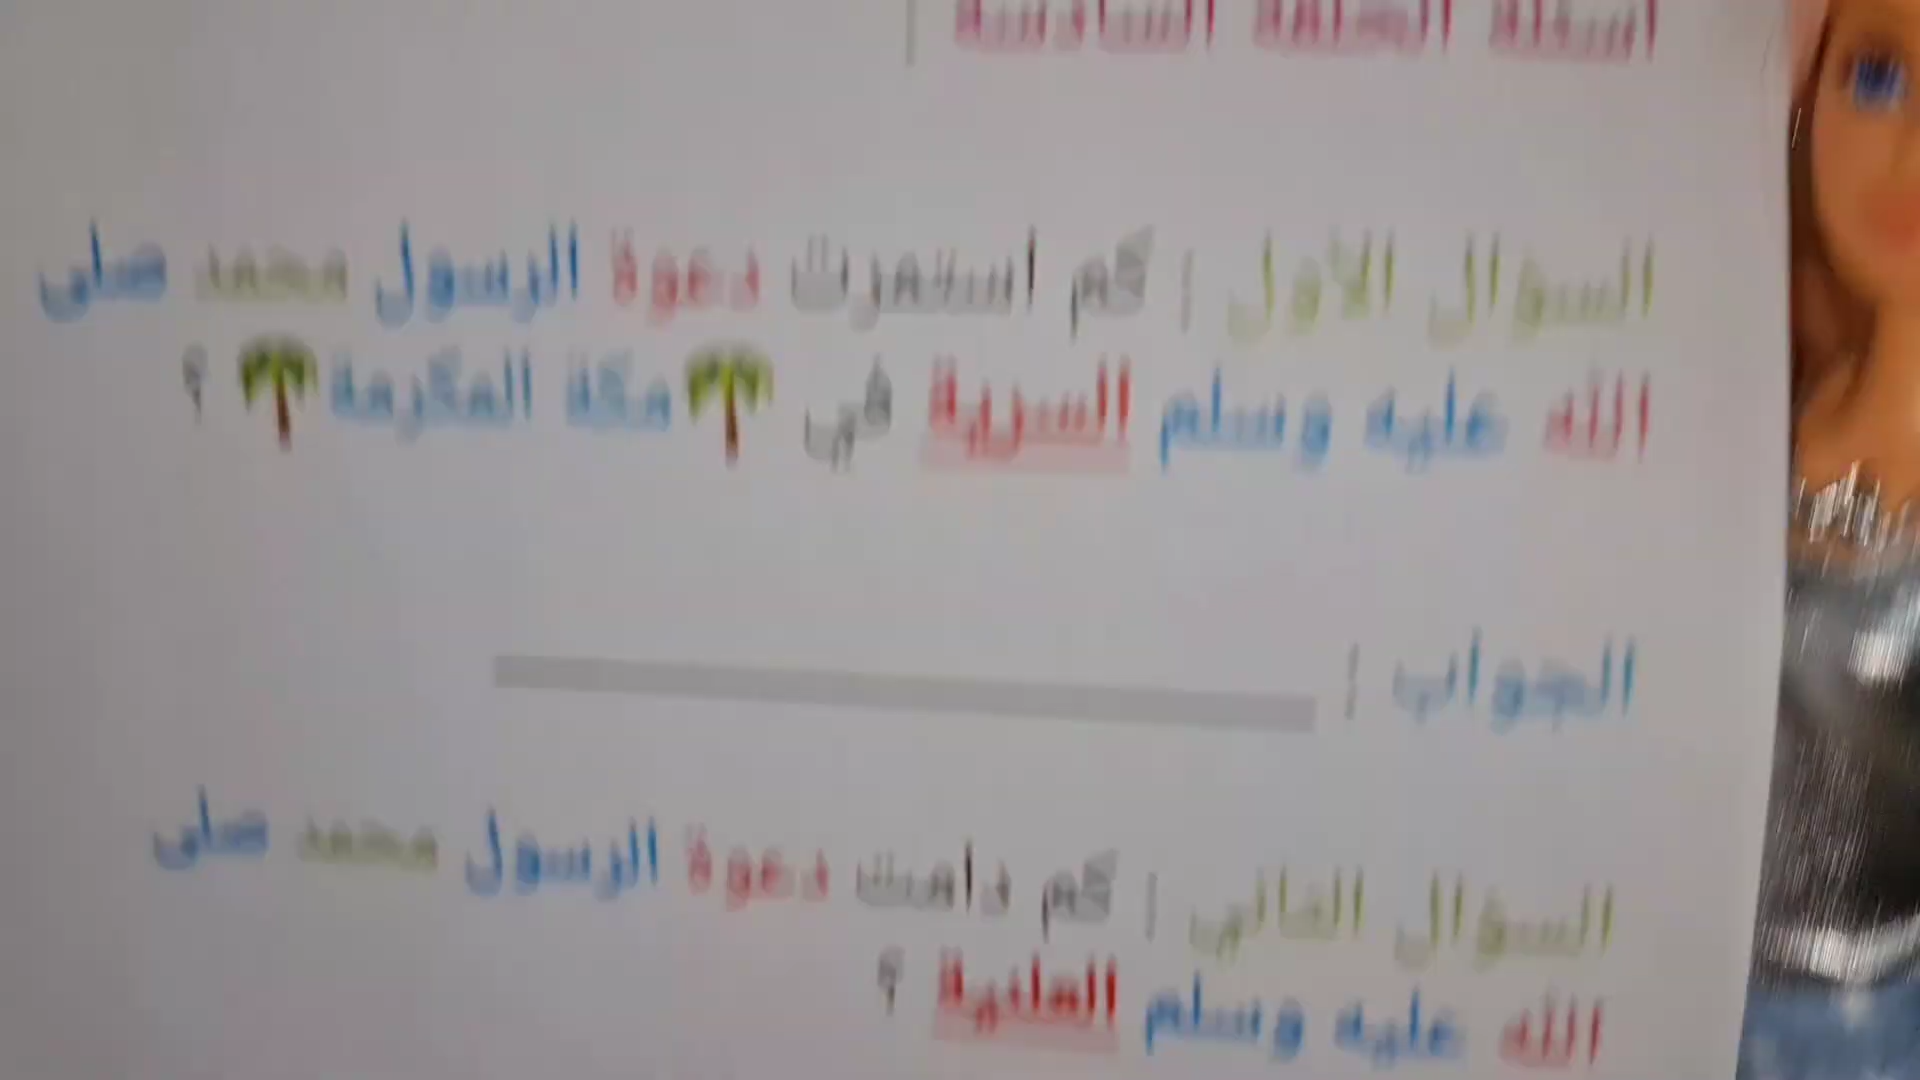 أسئلة الحلقة السادسة
السؤال الأول : كم استمرت دعوة الرسول محمد صلى
الله عليه وسلم السرية في مكة المكرمة ؟
الجواب :
السؤال الثاني : كم دامت دعوة الرسول محمد صلى
الله عليه وسلم العلنية ؟